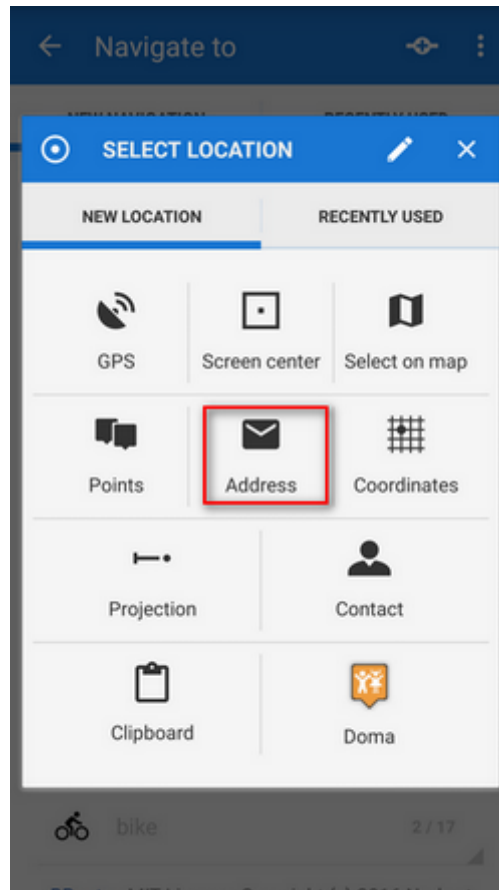 Navigate to
SELECT LOCATION
NEW LOCATION
RECENTLY USED
GPS
Screen center
Select on map
Points
Address
Coordinates
Projection
Contact
Clipboard
Doma
bike
2 / 17